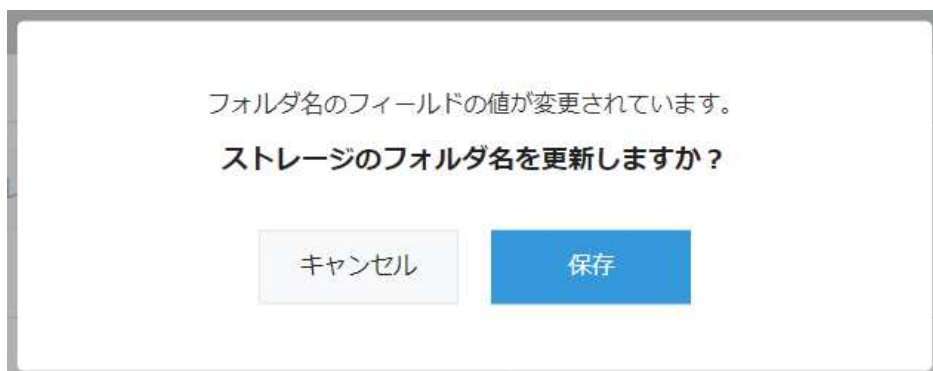 フォルダ名のフィールドの値が変更されています。
ストレージのフォルダ名を更新しますか？
キャンセル
保存